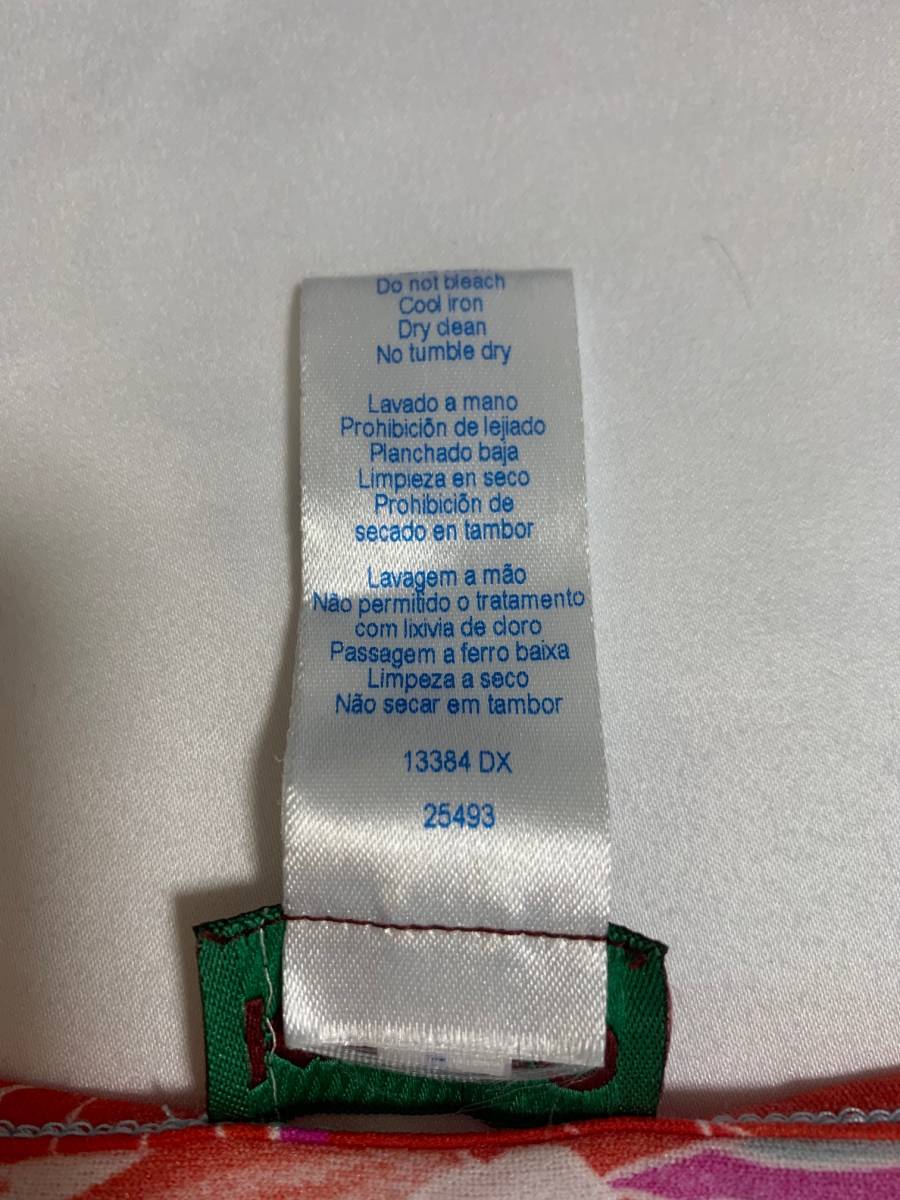 Do not bleach
Cool iron
Dry clean
No tumble dry
Lavado a mano
Prohibiciõn de lejiado
Planchado baja
Limpieza en seco
Prohibiciõn de
secado en tambor
Lavagem a mão
Não permitido o tratamento
com lixivia de cloro
Passagem a ferro baixa
Limpeza a seco
Não secar em tambor
13384 DX
25493